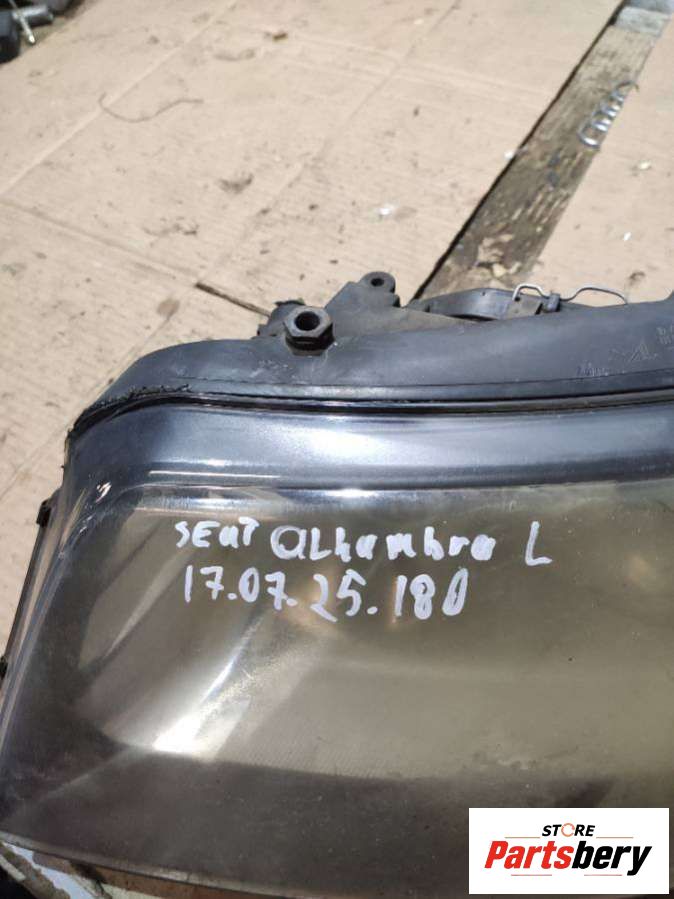 SEat alhambra L
17.07.25.180
STORE
Partsbery